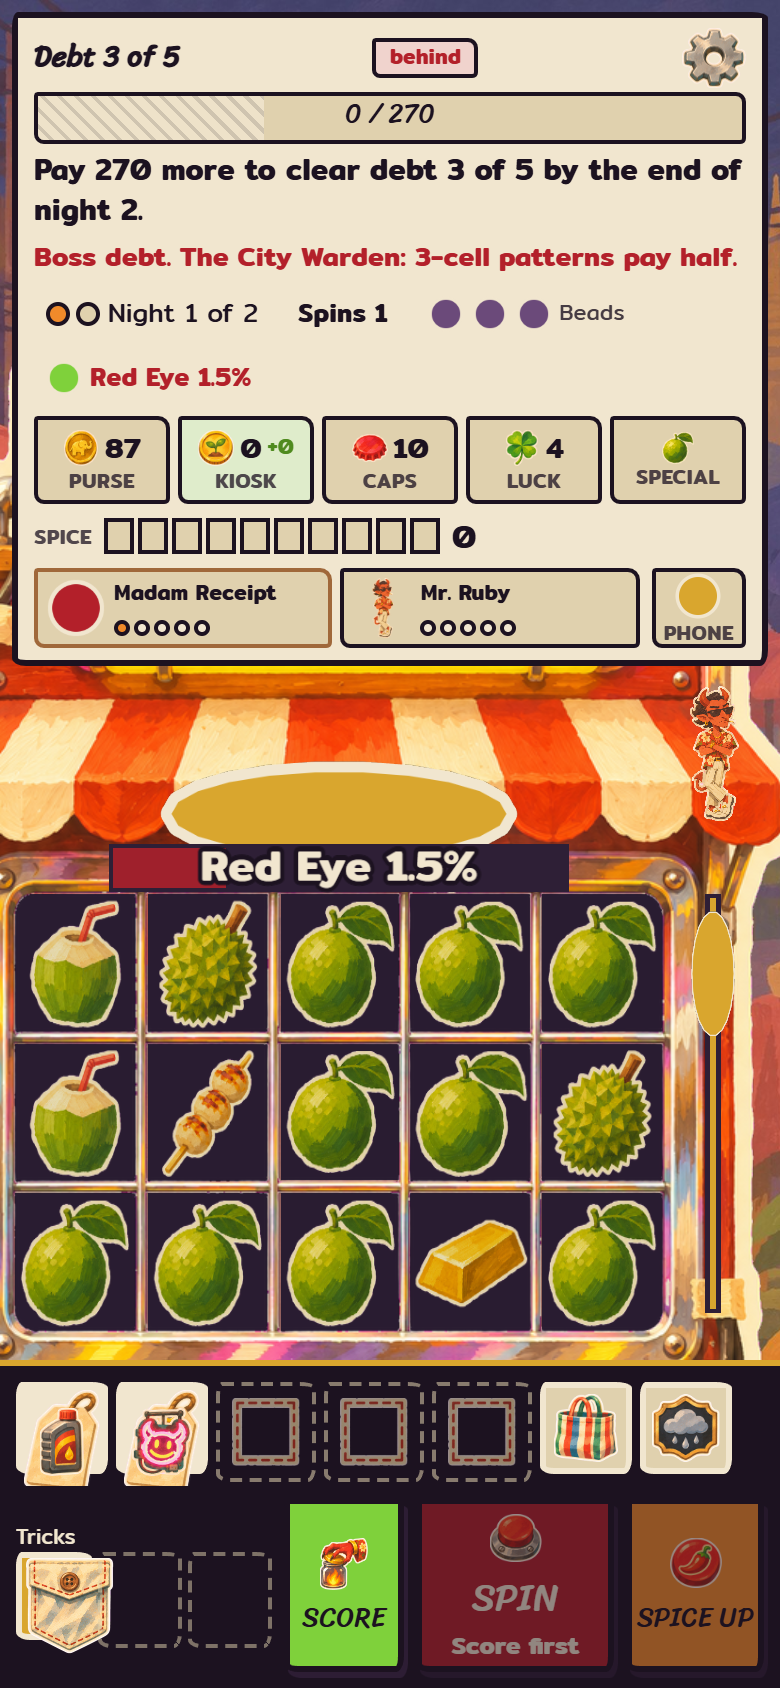 Debt 3 of 5
behind
0 / 270
Pay 270 more to clear debt 3 of 5 by the end of
night 2.
Boss debt. The City Warden: 3-cell patterns pay half.
Night 1 of 2
Spins 1
Beads
Red Eye 1.5%
87
PURSE
0 +0
KIOSK
10
CAPS
4
LUCK
SPECIAL
SPICE
0
Madam Receipt
Mr. Ruby
PHONE
Red Eye 1.5%
Tricks
SCORE
SPIN
Score first
SPICE UP